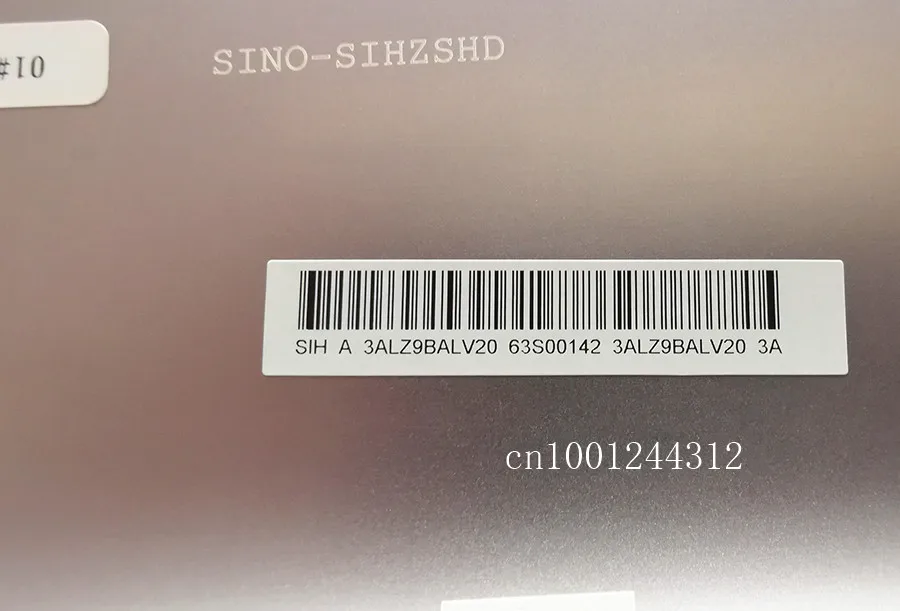 SINO-SIHZSHD
#10
SIH A 3ALZ9BALV20 63S00142 3ALZ9BALV20 3A
cn1001244312